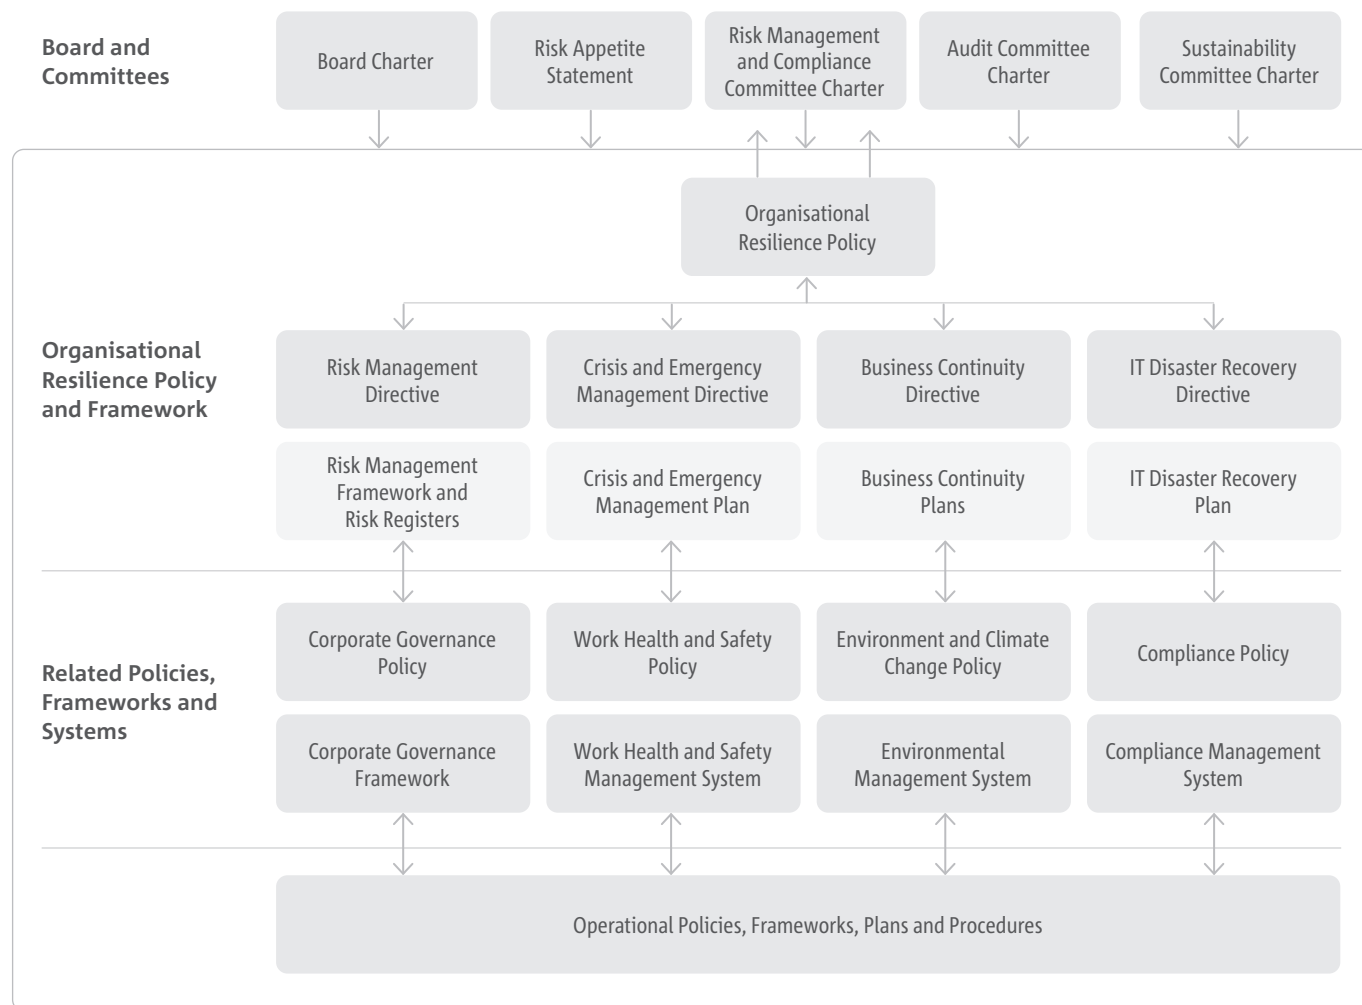 Board and
Committees
Board Charter
Risk Appetite
Statement
Risk Management
and Compliance
Committee Charter
Audit Committee
Charter
Sustainability
Committee Charter
Organisational
Resilience Policy
Organisational
Resilience Policy
and Framework
Risk Management
Directive
Crisis and Emergency
Management Directive
Business Continuity
Directive
IT Disaster Recovery
Directive
Risk Management
Framework and
Risk Registers
Crisis and Emergency
Management Plan
Business Continuity
Plans
IT Disaster Recovery
Plan
Related Policies,
Frameworks and
Systems
Corporate Governance
Policy
Work Health and Safety
Policy
Environment and Climate
Change Policy
Compliance Policy
Corporate Governance
Framework
Work Health and Safety
Management System
Environmental
Management System
Compliance Management
System
Operational Policies, Frameworks, Plans and Procedures